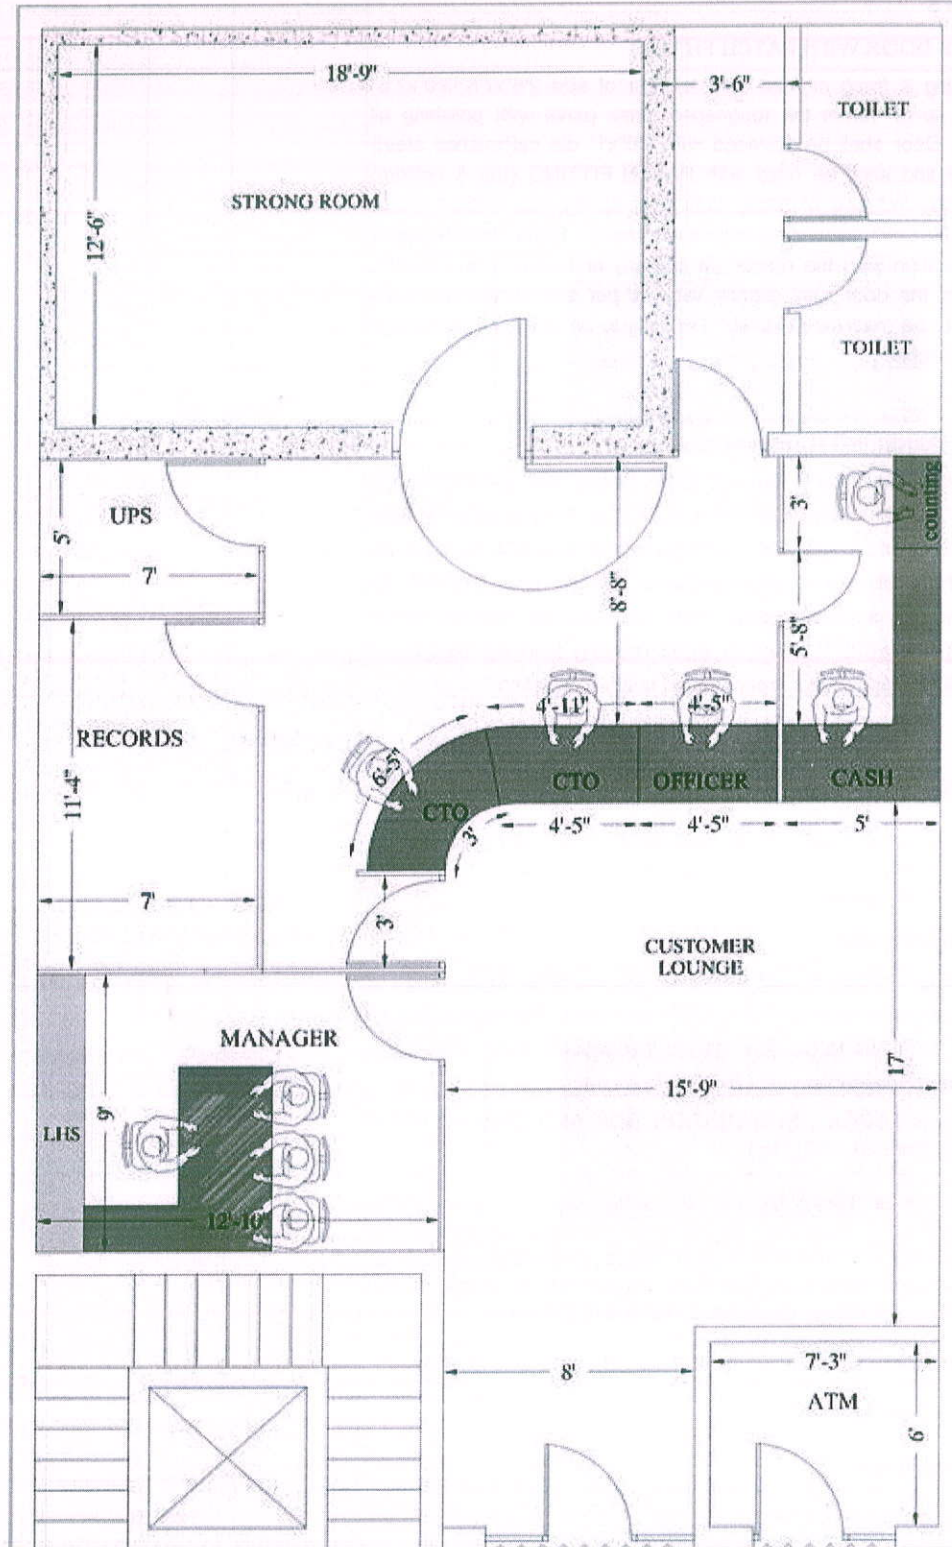 18'-9"
3'-6"
TOILET
12'-6"
STRONG ROOM
TOILET
UPS
5'
7'
3'
counting
8'-8"
5'-8"
4'-11"
4'-5"
RECORDS
11'-4"
6'-5"
CTO
CTO
OFFICER
CASH
3'
4'-5"
4'-5"
5'
7'
3'
CUSTOMER
LOUNGE
MANAGER
17'
15'-9"
9'
LHS
12'-10"
8'
7'-3"
ATM
6'